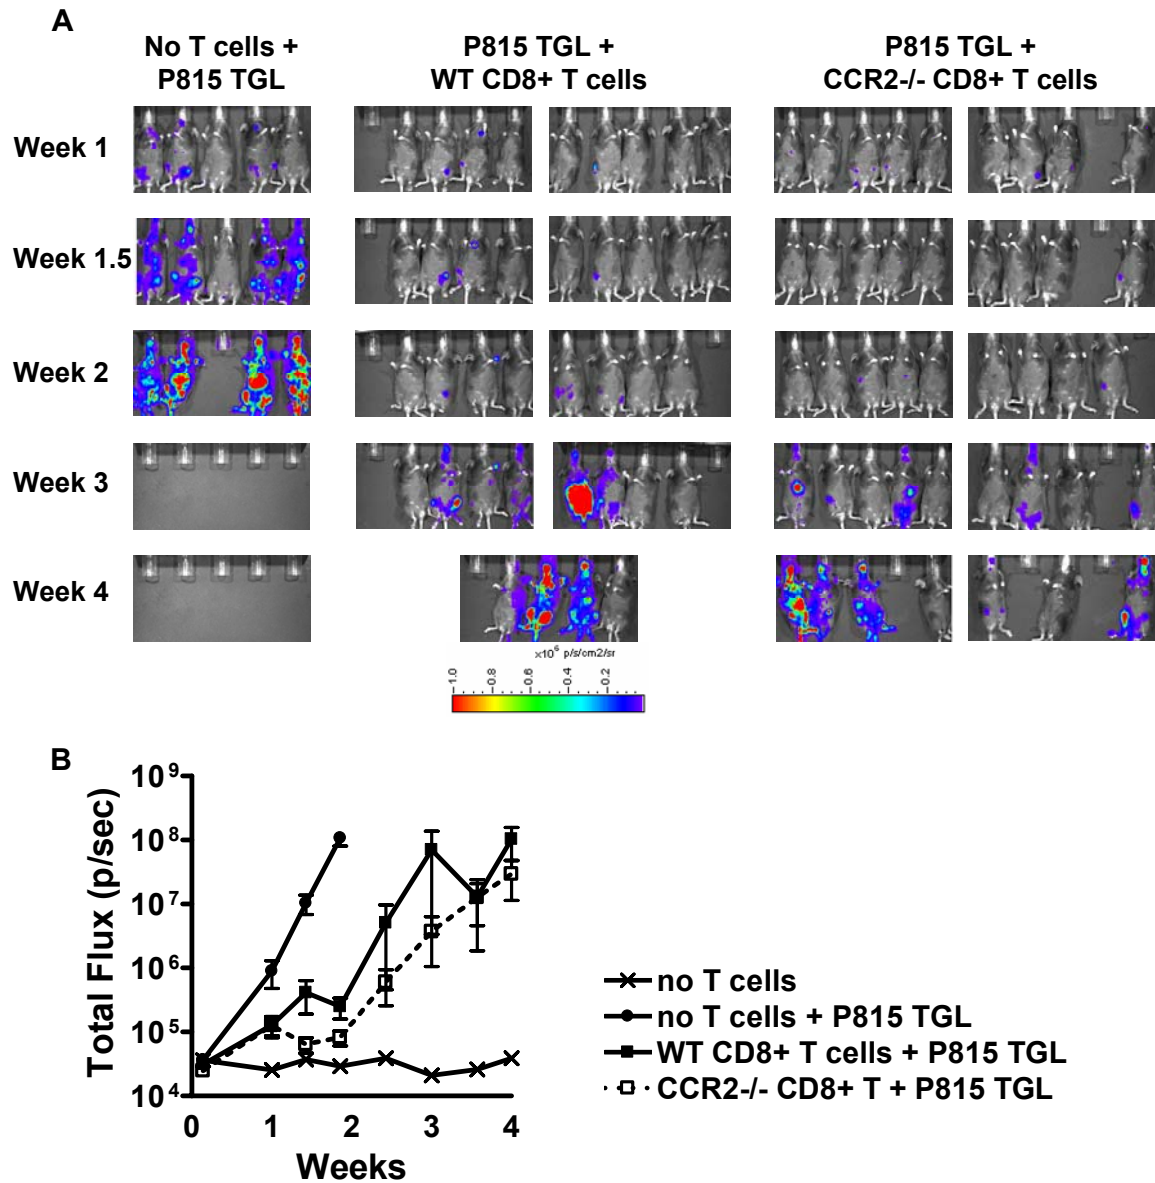 A
No T cells +
P815 TGL
P815 TGL +
WT CD8+ T cells
P815 TGL +
CCR2-/- CD8+ T cells
Week 1
Week 1.5
Week 2
Week 3
Week 4
×10⁶ p/s/cm2/sr
1.0 0.8 0.6 0.4 0.2
B
Total Flux (p/sec)
10⁹
10⁸
10⁷
10⁶
10⁵
10⁴
0 1 2 3 4
Weeks
no T cells
no T cells + P815 TGL
WT CD8+ T cells + P815 TGL
CCR2-/- CD8+ T + P815 TGL